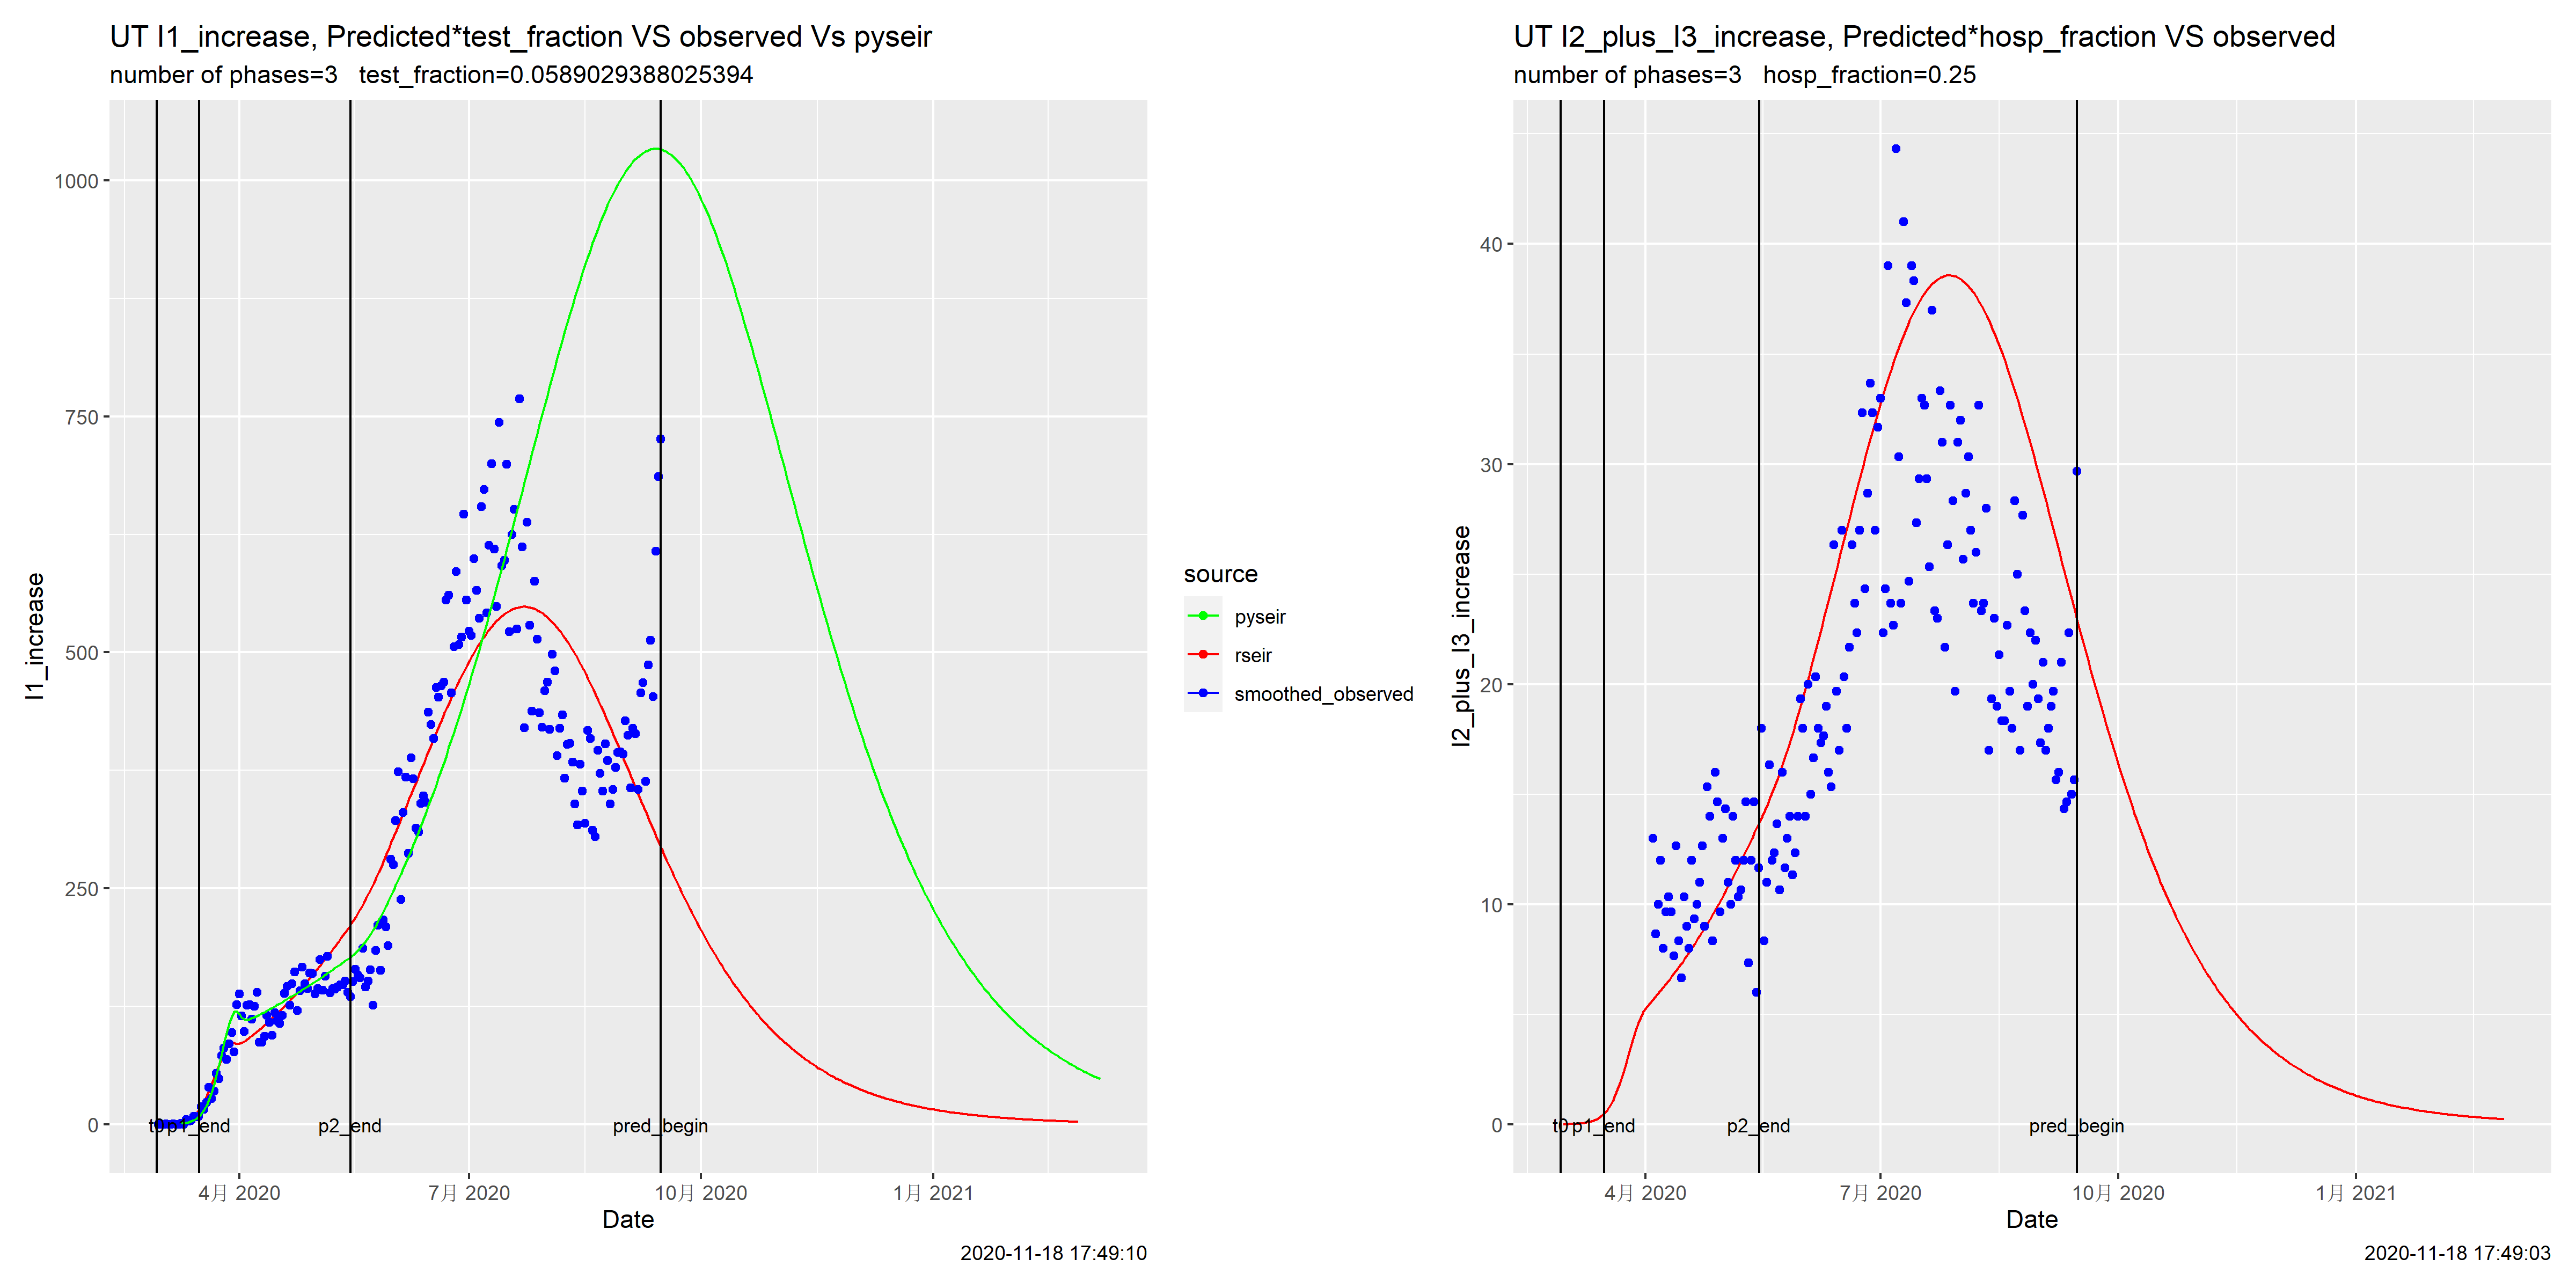 UT I1_increase, Predicted*test_fraction VS observed Vs pyseir
number of phases=3 test_fraction=0.0589029388025394
I1_increase
1000
750
500
250
0
t0
p1_end
p2_end
pred_begin
4月 2020
7月 2020
10月 2020
1月 2021
Date
2020-11-18 17:49:10
source
pyseir
rseir
smoothed_observed
UT I2_plus_I3_increase, Predicted*hosp_fraction VS observed
number of phases=3 hosp_fraction=0.25
I2_plus_I3_increase
40
30
20
10
0
t0
p1_end
p2_end
pred_begin
4月 2020
7月 2020
10月 2020
1月 2021
Date
2020-11-18 17:49:03